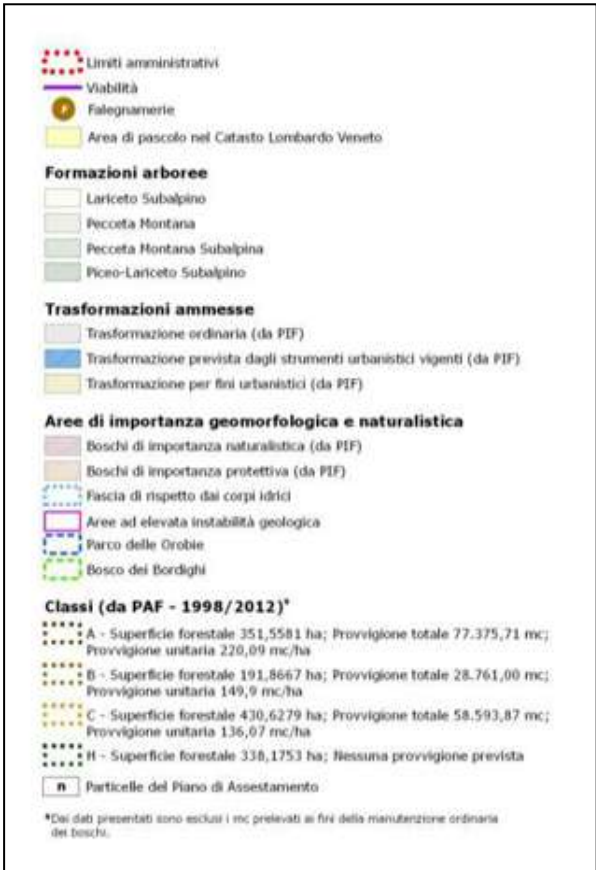 Limiti amministrativi
Viabilità
F Falegnamerie
Area di pascolo nel Catasto Lombardo Veneto
Formazioni arboree
Lariceto Subalpino
Pecceta Montana
Pecceta Montana Subalpina
Piceo-Lariceto Subalpino
Trasformazioni ammesse
Trasformazione ordinaria (da PIF)
Trasformazione prevista dagli strumenti urbanistici vigenti (da PIF)
Trasformazione per fini urbanistici (da PIF)
Aree di importanza geomorfologica e naturalistica
Boschi di importanza naturalistica (da PIF)
Boschi di importanza protettiva (da PIF)
Fascia di rispetto dai corpi idrici
Aree ad elevata instabilità geologica
Parco delle Orobie
Bosco dei Bordighi
Classi (da PAF - 1998/2012)*
A - Superficie forestale 351,5581 ha; Provvigione totale 77.375,71 mc;
Provvigione unitaria 220,09 mc/ha
B - Superficie forestale 191,8667 ha; Provvigione totale 28.761,00 mc;
Provvigione unitaria 149,9 mc/ha
C - Superficie forestale 430,6279 ha; Provvigione totale 58.593,87 mc;
Provvigione unitaria 136,07 mc/ha
H - Superficie forestale 338,1753 ha; Nessuna provvigione prevista
n Particelle del Piano di Assestamento
*Dai dati presentati sono esclusi i mc prelevati ai fini della manutenzione ordinaria
dei boschi.